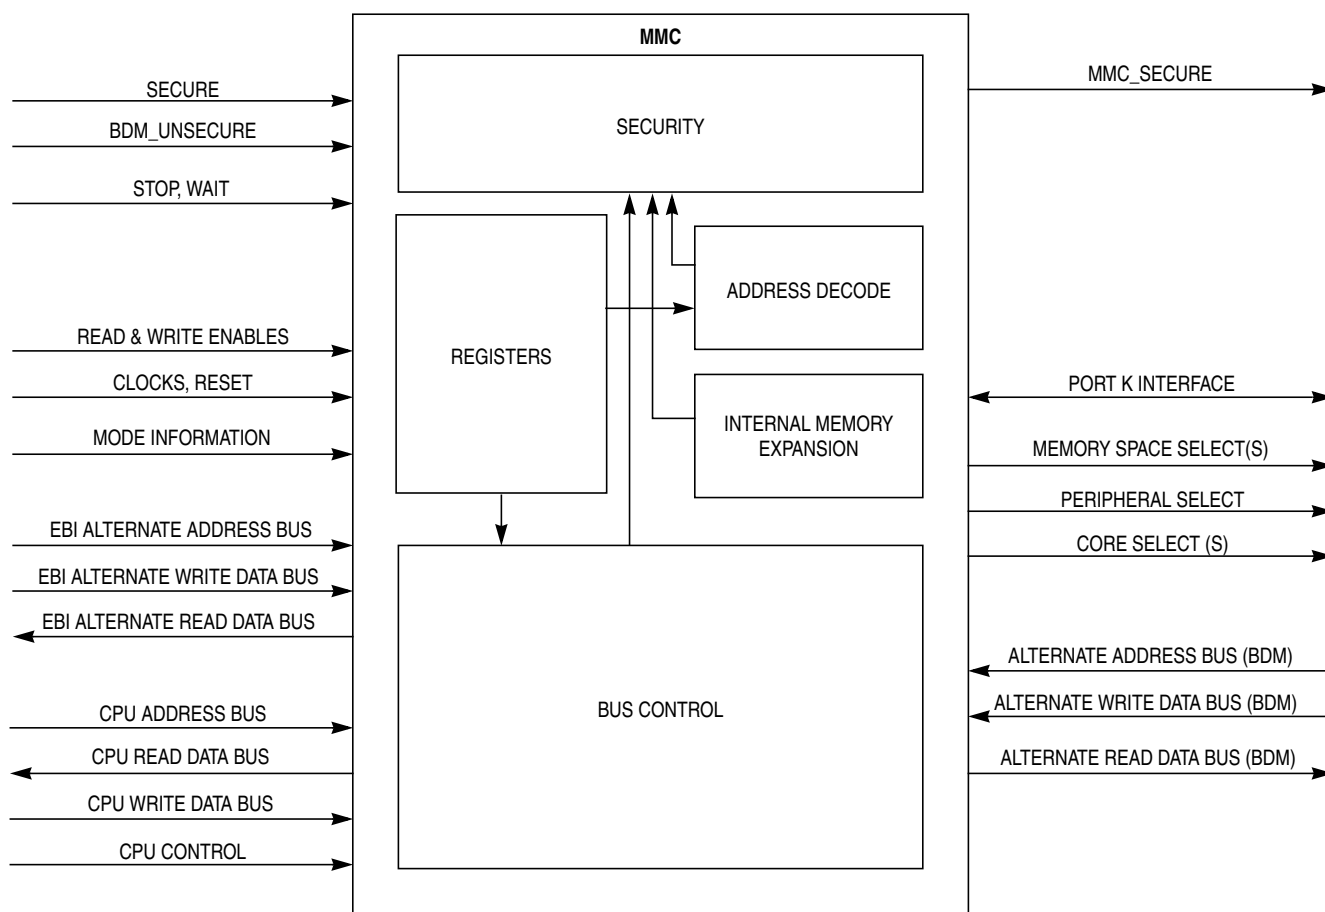 MMC
SECURE
BDM_UNSECURE
STOP, WAIT
READ & WRITE ENABLES
CLOCKS, RESET
MODE INFORMATION
EBI ALTERNATE ADDRESS BUS
EBI ALTERNATE WRITE DATA BUS
EBI ALTERNATE READ DATA BUS
CPU ADDRESS BUS
CPU READ DATA BUS
CPU WRITE DATA BUS
CPU CONTROL
SECURITY
REGISTERS
ADDRESS DECODE
INTERNAL MEMORY
EXPANSION
BUS CONTROL
MMC_SECURE
PORT K INTERFACE
MEMORY SPACE SELECT(S)
PERIPHERAL SELECT
CORE SELECT (S)
ALTERNATE ADDRESS BUS (BDM)
ALTERNATE WRITE DATA BUS (BDM)
ALTERNATE READ DATA BUS (BDM)